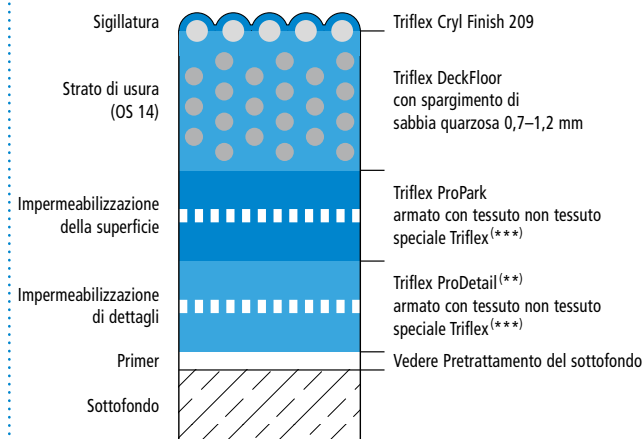 Sigillatura
Triflex Cryl Finish 209
Strato di usura
(OS 14)
Triflex DeckFloor
con spargimento di
sabbia quarzosa 0,7–1,2 mm
Impermeabilizzazione
della superficie
Triflex ProPark
armato con tessuto non tessuto
speciale Triflex(***)
Impermeabilizzazione
di dettagli
Triflex ProDetail(**)
armato con tessuto non tessuto
speciale Triflex(***)
Primer
Vedere Pretrattamento del sottofondo
Sottofondo